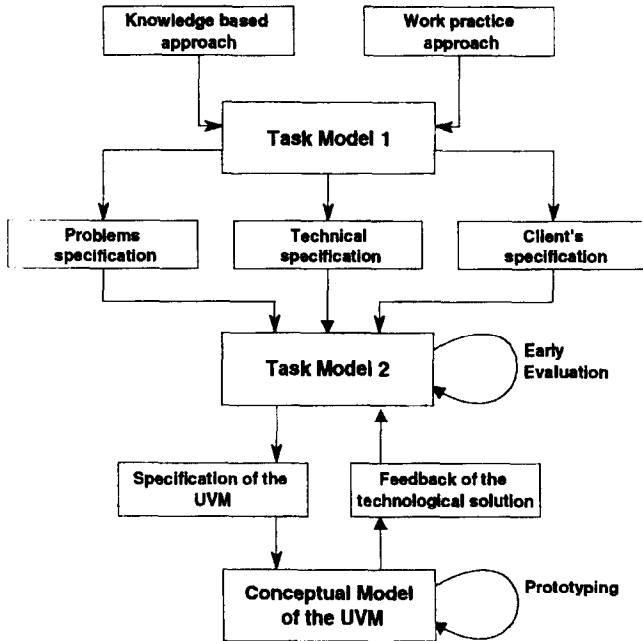 Knowledge based
approach
Work practice
approach
Task Model 1
Problems
specification
Technical
specification
Client's
specification
Task Model 2
Early
Evaluation
Specification of the
UVM
Feedback of the
technological solution
Conceptual Model
of the UVM
Prototyping